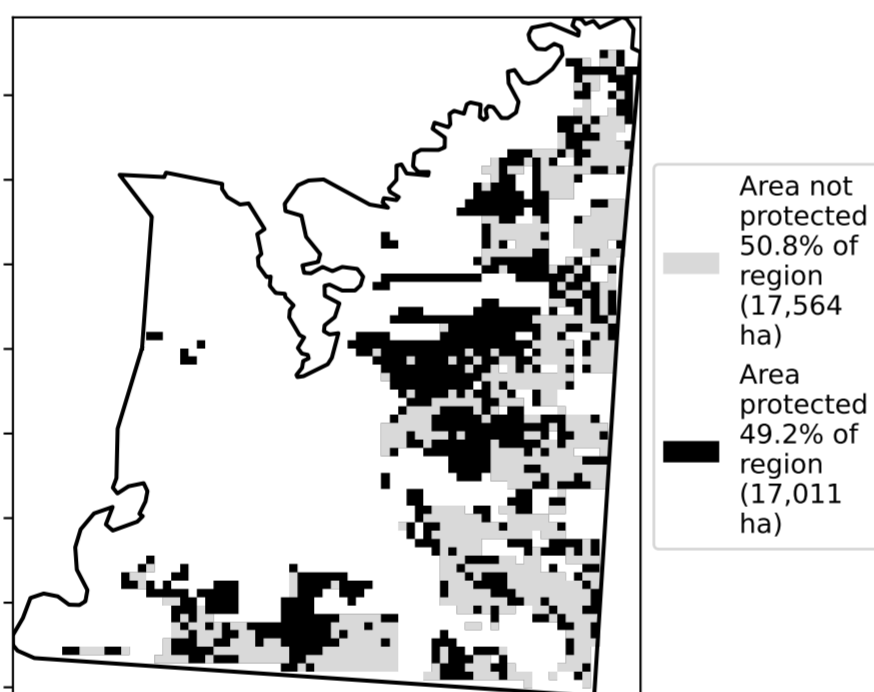 Area not
protected
50.8% of
region
(17,564
ha)
Area
protected
49.2% of
region
(17,011
ha)